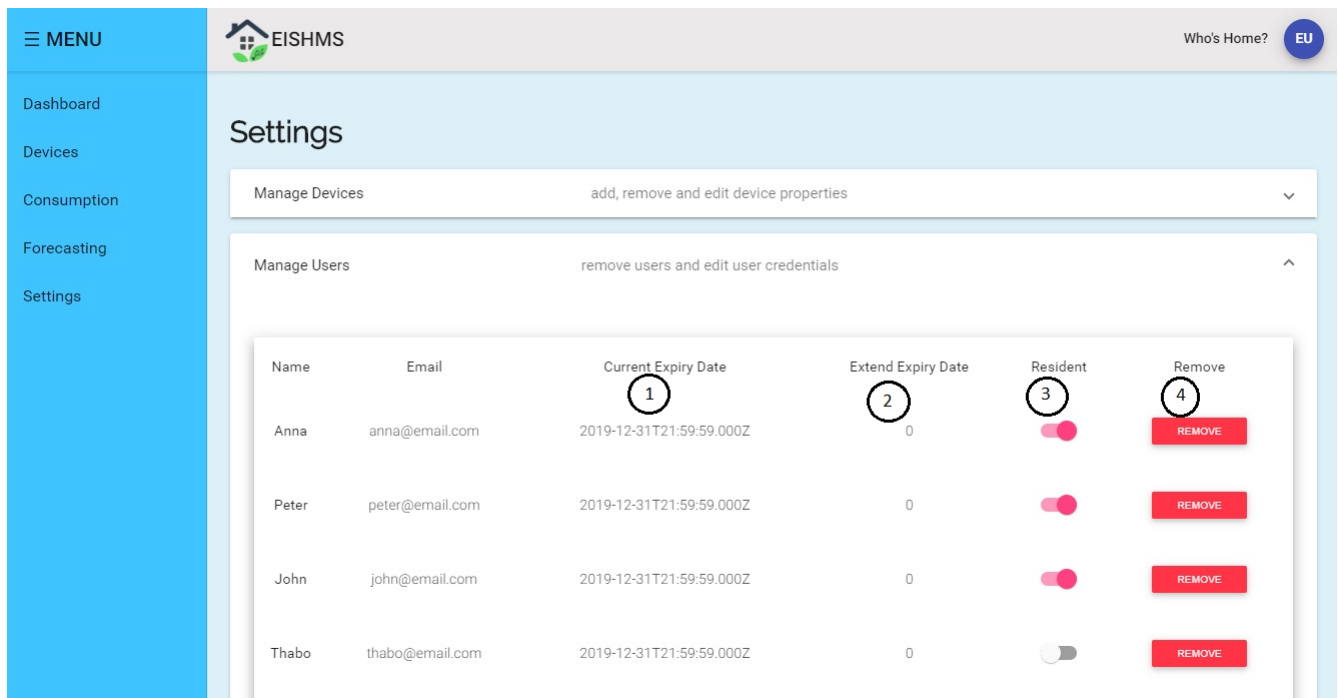 ☰ MENU
EISHMS
Who's Home?
EU
Dashboard
Devices
Consumption
Forecasting
Settings
Settings
Manage Devices add, remove and edit device properties
Manage Users remove users and edit user credentials
Name Email Current Expiry Date Extend Expiry Date Resident Remove
1 2 3 4
Anna anna@email.com 2019-12-31T21:59:59.000Z 0 REMOVE
Peter peter@email.com 2019-12-31T21:59:59.000Z 0 REMOVE
John john@email.com 2019-12-31T21:59:59.000Z 0 REMOVE
Thabo thabo@email.com 2019-12-31T21:59:59.000Z 0 REMOVE